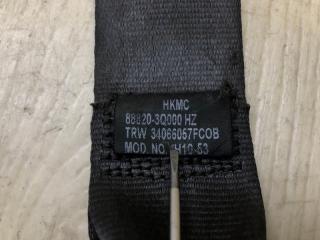 HKMC
88820-3Q000 HZ
TRW 34066057FCOB
MOD. NO.